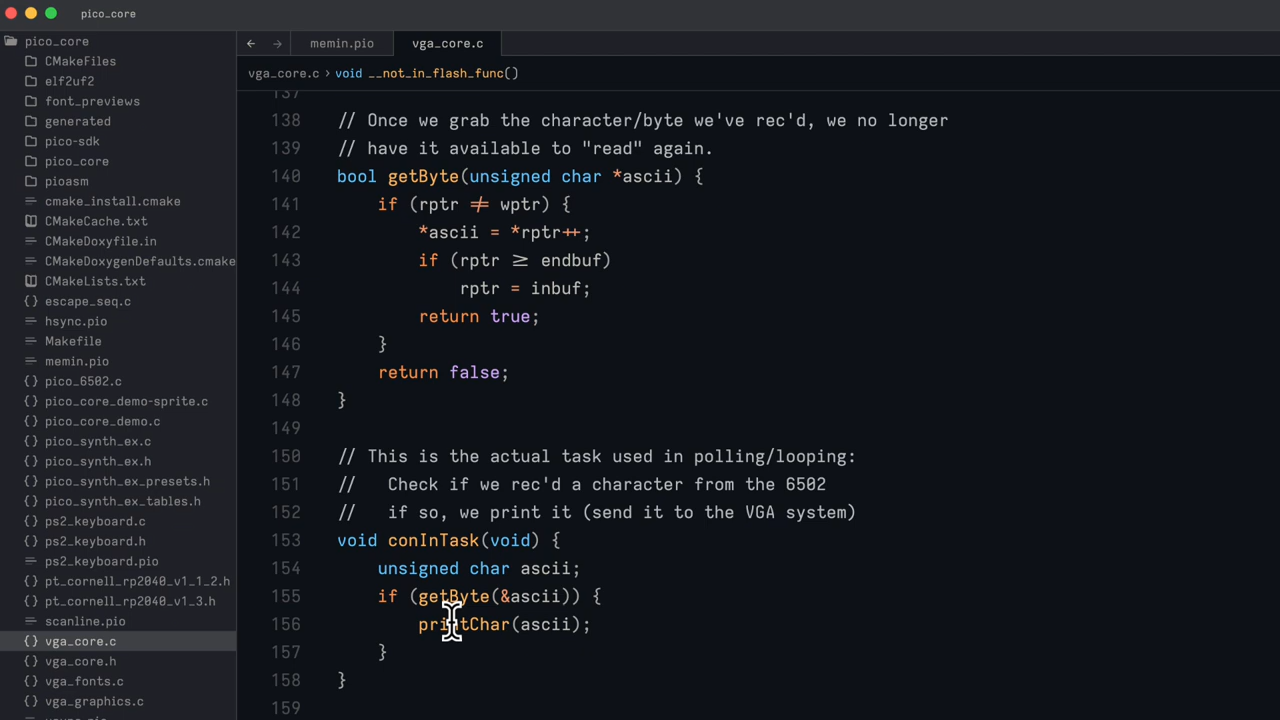 pico_core
pico_core
CMakeFiles
elf2uf2
font_previews
generated
pico-sdk
pico_core
pioasm
cmake_install.cmake
CMakeCache.txt
CMakeDoxyfile.in
CMakeDoxygenDefaults.cmake
CMakeLists.txt
escape_seq.c
hsync.pio
Makefile
memin.pio
pico_6502.c
pico_core_demo-sprite.c
pico_core_demo.c
pico_synth_ex.c
pico_synth_ex.h
pico_synth_ex_presets.h
pico_synth_ex_tables.h
ps2_keyboard.c
ps2_keyboard.h
ps2_keyboard.pio
pt_cornell_rp2040_v1_1_2.h
pt_cornell_rp2040_v1_3.h
scanline.pio
vga_core.c
vga_core.h
vga_fonts.c
vga_graphics.c
vsync.pio
memin.pio vga_core.c
vga_core.c › void __not_in_flash_func()
137
138 // Once we grab the character/byte we've rec'd, we no longer
139 // have it available to "read" again.
140 bool getByte(unsigned char *ascii) {
141 if (rptr != wptr) {
142 *ascii = *rptr++;
143 if (rptr >= endbuf)
144 rptr = inbuf;
145 return true;
146 }
147 return false;
148 }
149
150 // This is the actual task used in polling/looping:
151 // Check if we rec'd a character from the 6502
152 // if so, we print it (send it to the VGA system)
153 void conInTask(void) {
154 unsigned char ascii;
155 if (getByte(&ascii)) {
156 printChar(ascii);
157 }
158 }
159